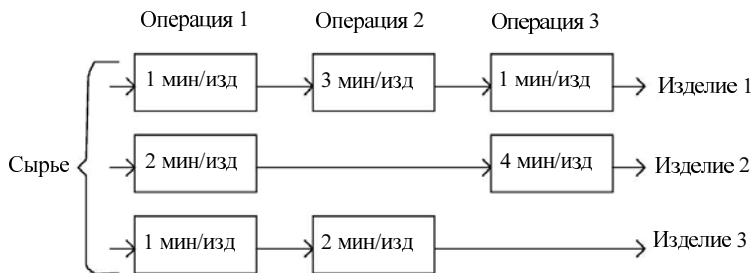 Операция 1 Операция 2 Операция 3
1 мин/изд 3 мин/изд 1 мин/изд Изделие 1
Сырье 2 мин/изд 4 мин/изд Изделие 2
1 мин/изд 2 мин/изд Изделие 3